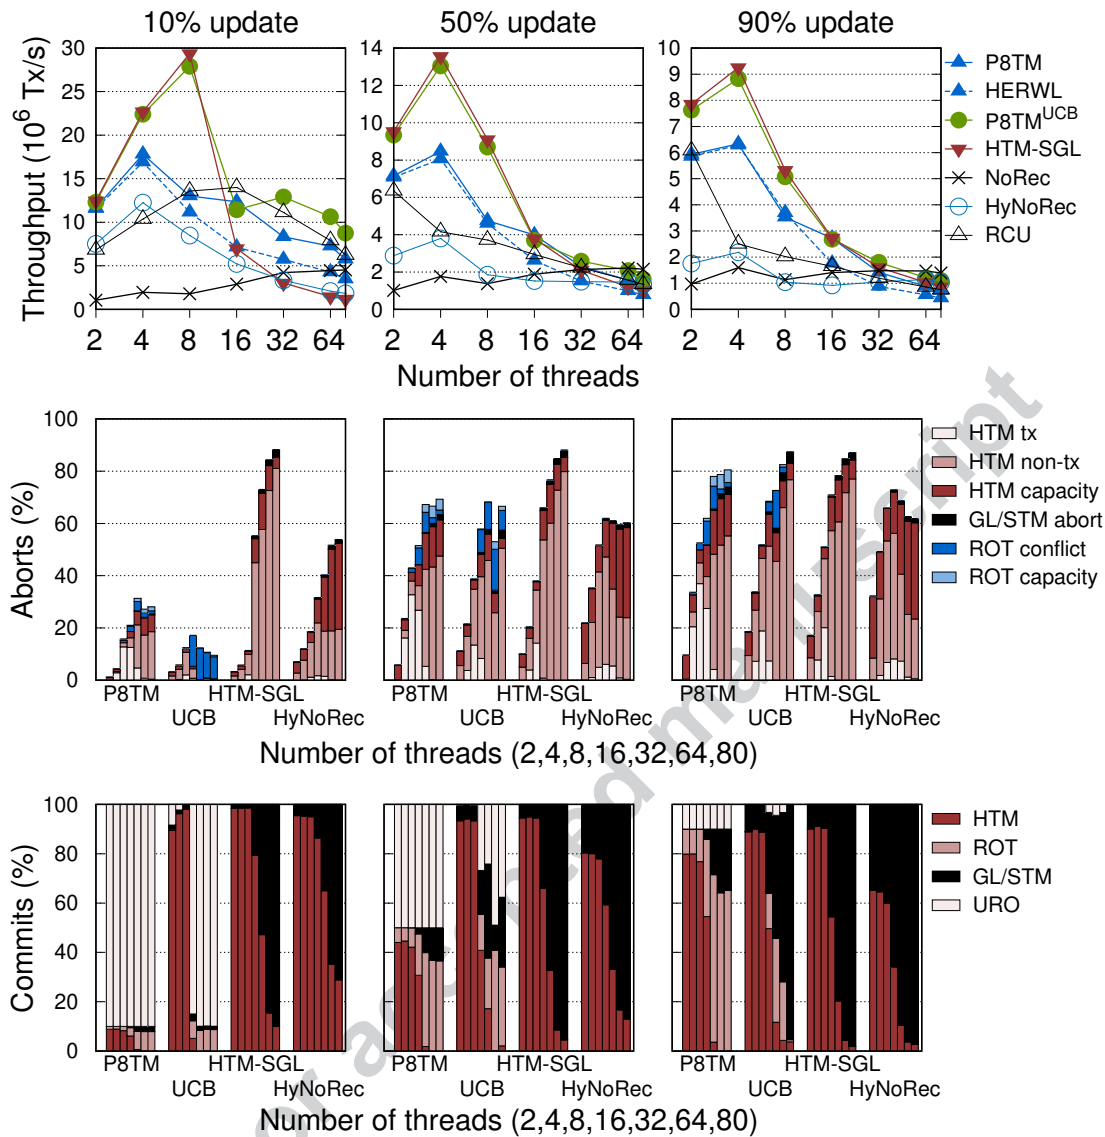 10% update 50% update 90% update
Throughput (10^6 Tx/s)
30 14 10
25 12 9
20 10 8
15 8 7
10 6 6
5 4 5
0 2 4
0 3
2
1
0
2 4 8 16 32 64 2 4 8 16 32 64 2 4 8 16 32 64
Number of threads
P8TM
HERWL
P8TM^UCB
HTM-SGL
NoRec
HyNoRec
RCU
Aborts (%)
100
80
60
40
20
0
P8TM HTM-SGL P8TM HTM-SGL P8TM HTM-SGL
UCB HyNoRec UCB HyNoRec UCB HyNoRec
Number of threads (2,4,8,16,32,64,80)
HTM tx
HTM non-tx
HTM capacity
GL/STM abort
ROT conflict
ROT capacity
Commits (%)
100
80
60
40
20
0
P8TM HTM-SGL P8TM HTM-SGL P8TM HTM-SGL
UCB HyNoRec UCB HyNoRec UCB HyNoRec
Number of threads (2,4,8,16,32,64,80)
HTM
ROT
GL/STM
URO
or accepted manuscript